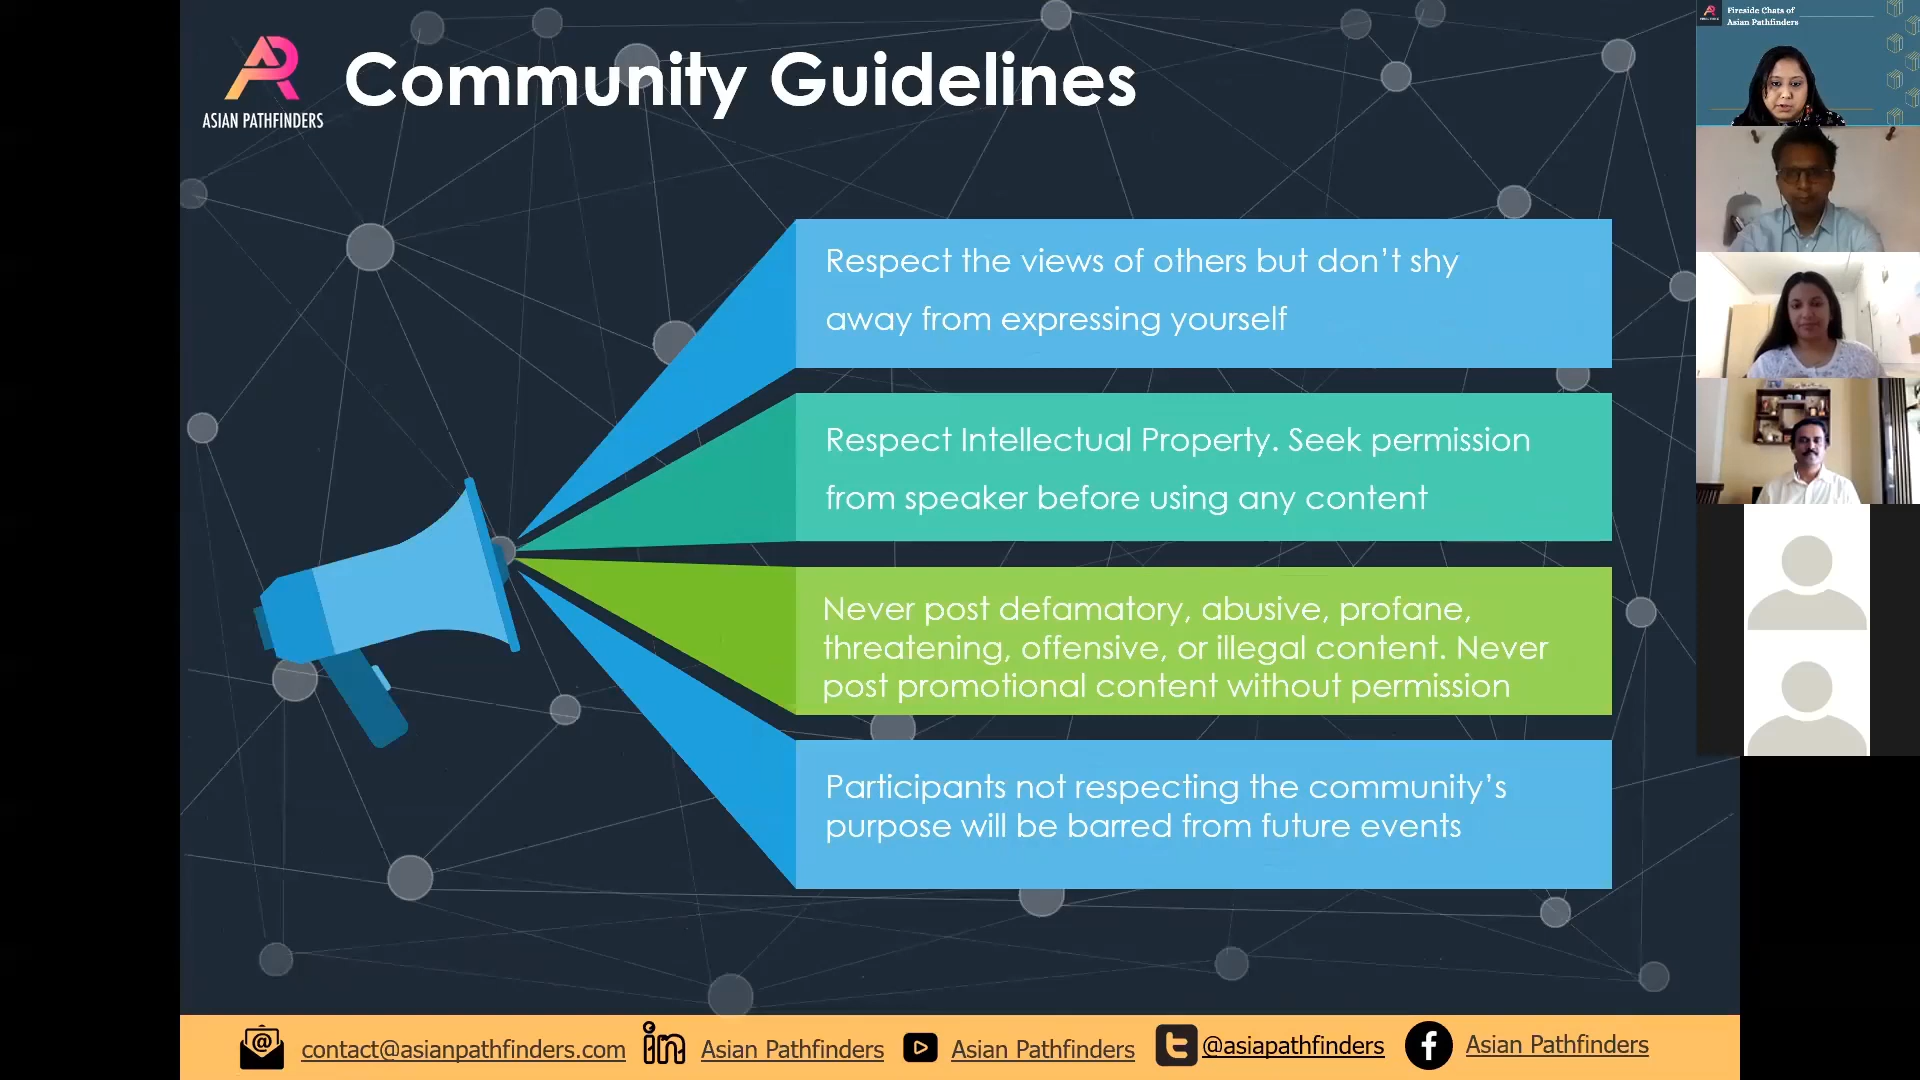 ASIAN PATHFINDERS
Community Guidelines
Fireside Chats of
Asian Pathfinders
Respect the views of others but don’t shy
away from expressing yourself
Respect Intellectual Property. Seek permission
from speaker before using any content
Never post defamatory, abusive, profane,
threatening, offensive, or illegal content. Never
post promotional content without permission
Participants not respecting the community’s
purpose will be barred from future events
contact@asianpathfinders.com
Asian Pathfinders
Asian Pathfinders
@asiapathfinders
Asian Pathfinders